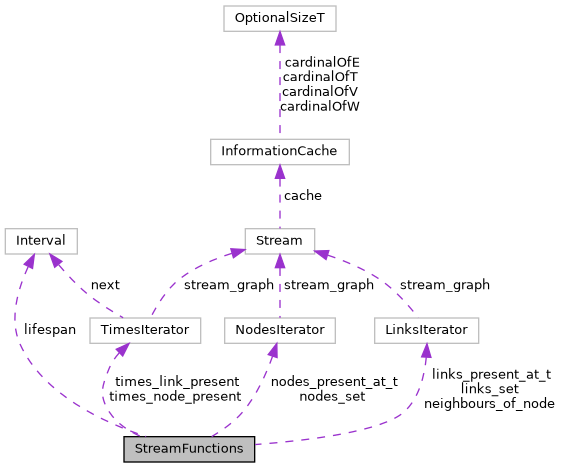 OptionalSizeT
cardinalOfE
cardinalOfT
cardinalOfV
cardinalOfW
InformationCache
cache
Interval
Stream
next
stream_graph
stream_graph
stream_graph
lifespan
TimesIterator
NodesIterator
LinksIterator
times_link_present
times_node_present
nodes_present_at_t
nodes_set
links_present_at_t
links_set
neighbours_of_node
StreamFunctions